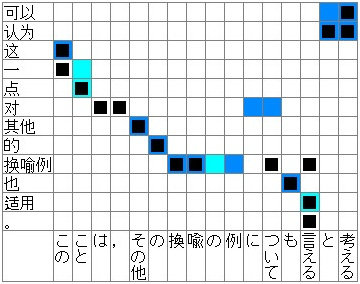 可以
认为
这
一
点
对
其他
的
换喻例
也
适用
。
この
こと
は
，
その他
の
換
喩
の
例
に
ついて
も
言える
と
考える